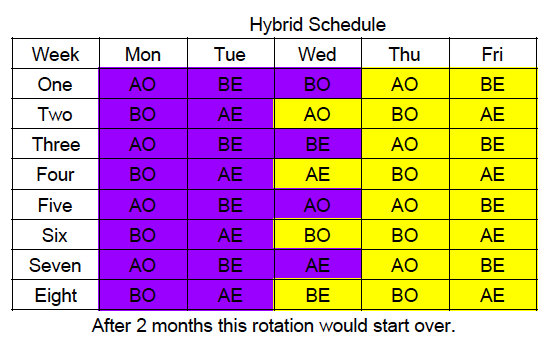 Hybrid Schedule
Week Mon Tue Wed Thu Fri
One AO BE BO AO BE
Two BO AE AO BO AE
Three AO BE BE AO BE
Four BO AE AE BO AE
Five AO BE AO AO BE
Six BO AE BO BO AE
Seven AO BE AE AO BE
Eight BO AE BE BO AE
After 2 months this rotation would start over.